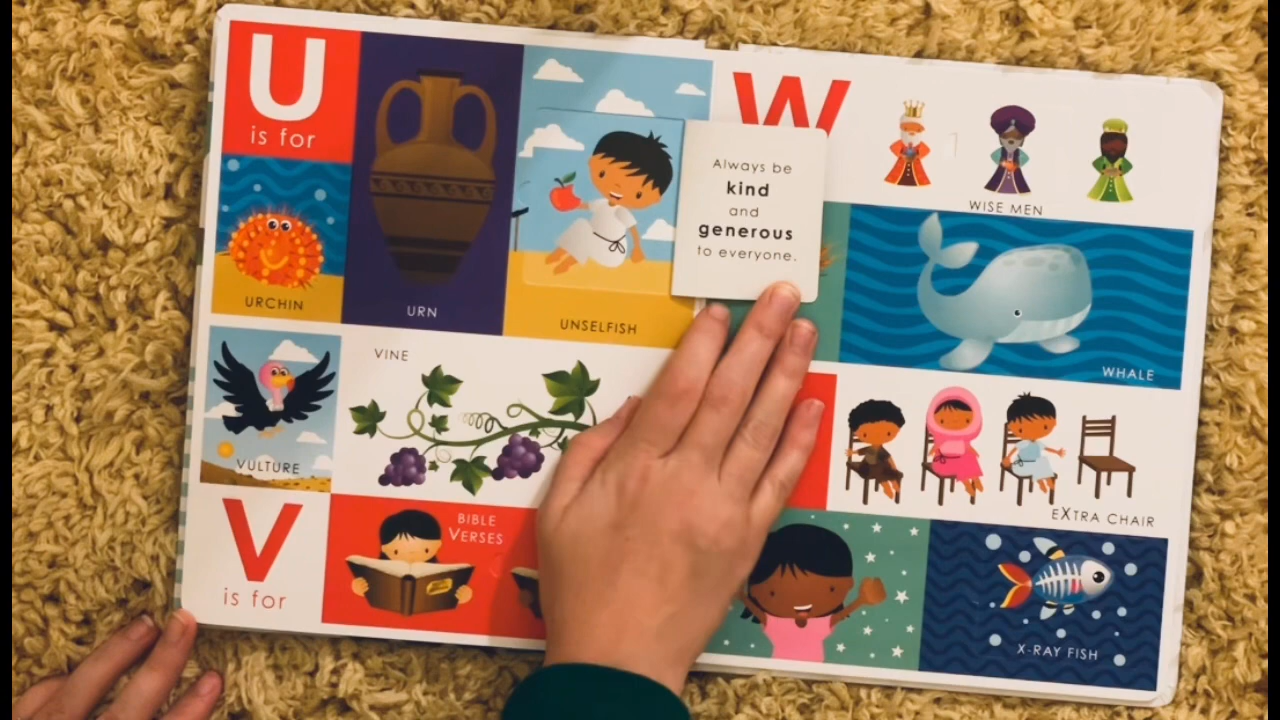 U
is for
URCHIN
URN
UNSELFISH
Always be
kind
and
generous
to everyone.
W
WISE MEN
WHALE
VULTURE
VINE
V
is for
BIBLE
VERSES
eXTRA CHAIR
X-RAY FISH